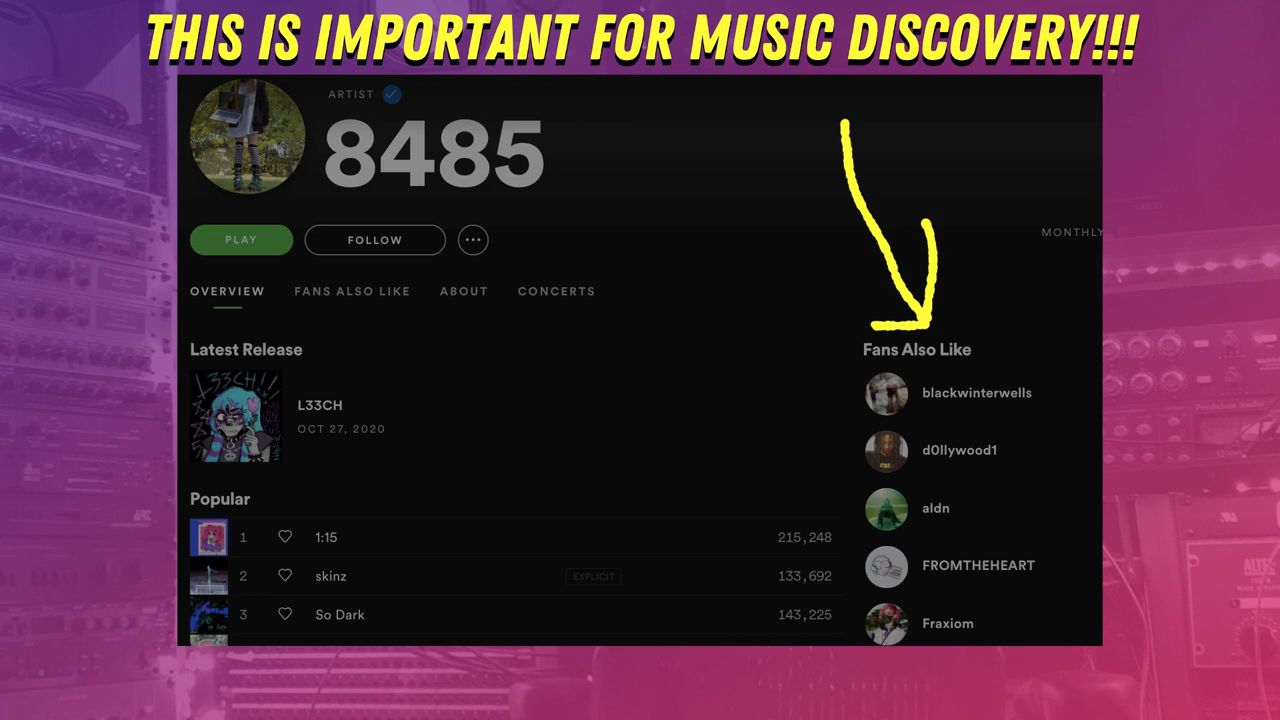 THIS IS IMPORTANT FOR MUSIC DISCOVERY!!!
ARTIST
8485
PLAY
FOLLOW
MONTHLY
OVERVIEW FANS ALSO LIKE ABOUT CONCERTS
Latest Release
L33CH!!
L33CH
OCT 27, 2020
Popular
1 1:15 215,248
2 skinz EXPLICIT 133,692
3 So Dark 143,225
Fans Also Like
blackwinterwells
d0llywood1
aldn
FROMTHEHEART
Fraxiom